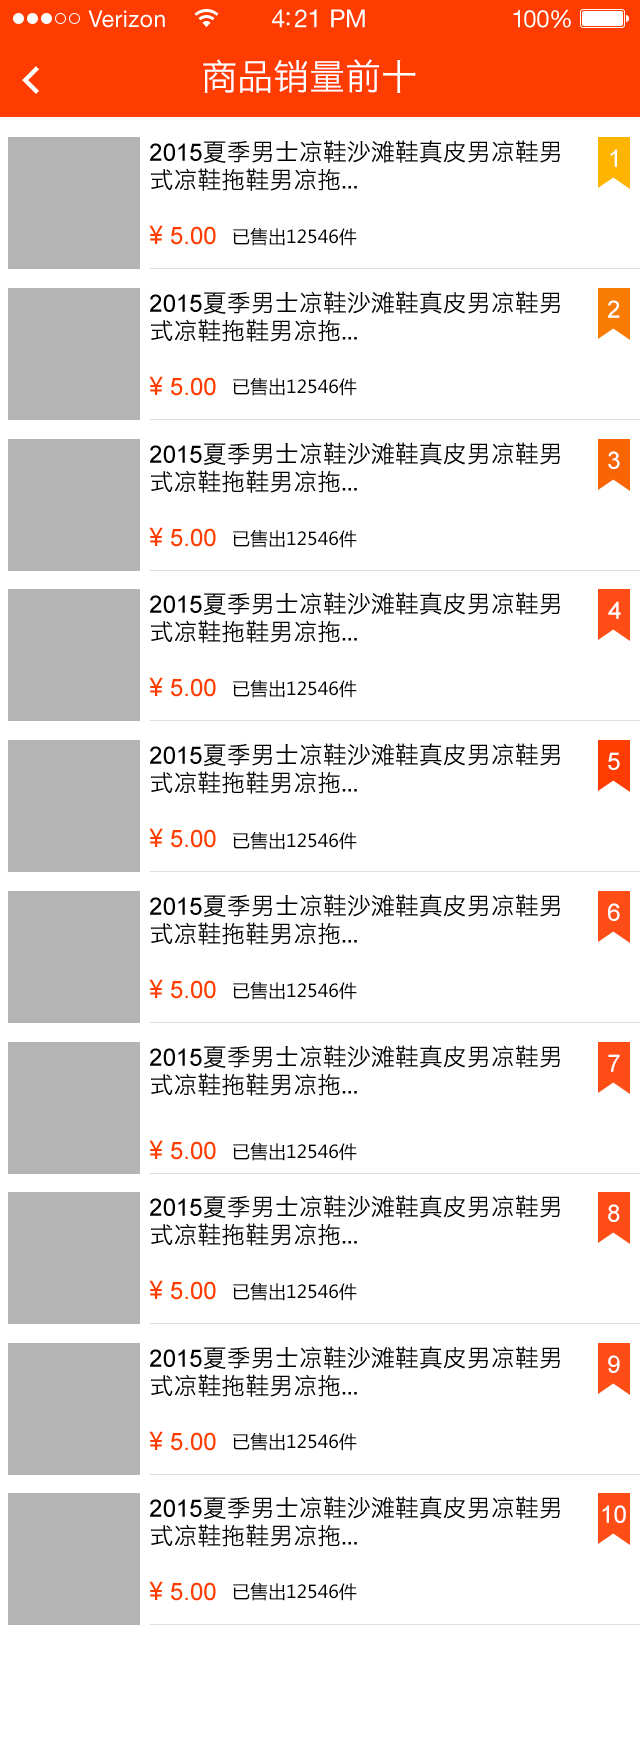 Verizon 4:21 PM 100%
商品销量前十
2015夏季男士凉鞋沙滩鞋真皮男凉鞋男 1
式凉鞋拖鞋男凉拖...
¥ 5.00 已售出12546件
2015夏季男士凉鞋沙滩鞋真皮男凉鞋男 2
式凉鞋拖鞋男凉拖...
¥ 5.00 已售出12546件
2015夏季男士凉鞋沙滩鞋真皮男凉鞋男 3
式凉鞋拖鞋男凉拖...
¥ 5.00 已售出12546件
2015夏季男士凉鞋沙滩鞋真皮男凉鞋男 4
式凉鞋拖鞋男凉拖...
¥ 5.00 已售出12546件
2015夏季男士凉鞋沙滩鞋真皮男凉鞋男 5
式凉鞋拖鞋男凉拖...
¥ 5.00 已售出12546件
2015夏季男士凉鞋沙滩鞋真皮男凉鞋男 6
式凉鞋拖鞋男凉拖...
¥ 5.00 已售出12546件
2015夏季男士凉鞋沙滩鞋真皮男凉鞋男 7
式凉鞋拖鞋男凉拖...
¥ 5.00 已售出12546件
2015夏季男士凉鞋沙滩鞋真皮男凉鞋男 8
式凉鞋拖鞋男凉拖...
¥ 5.00 已售出12546件
2015夏季男士凉鞋沙滩鞋真皮男凉鞋男 9
式凉鞋拖鞋男凉拖...
¥ 5.00 已售出12546件
2015夏季男士凉鞋沙滩鞋真皮男凉鞋男 10
式凉鞋拖鞋男凉拖...
¥ 5.00 已售出12546件